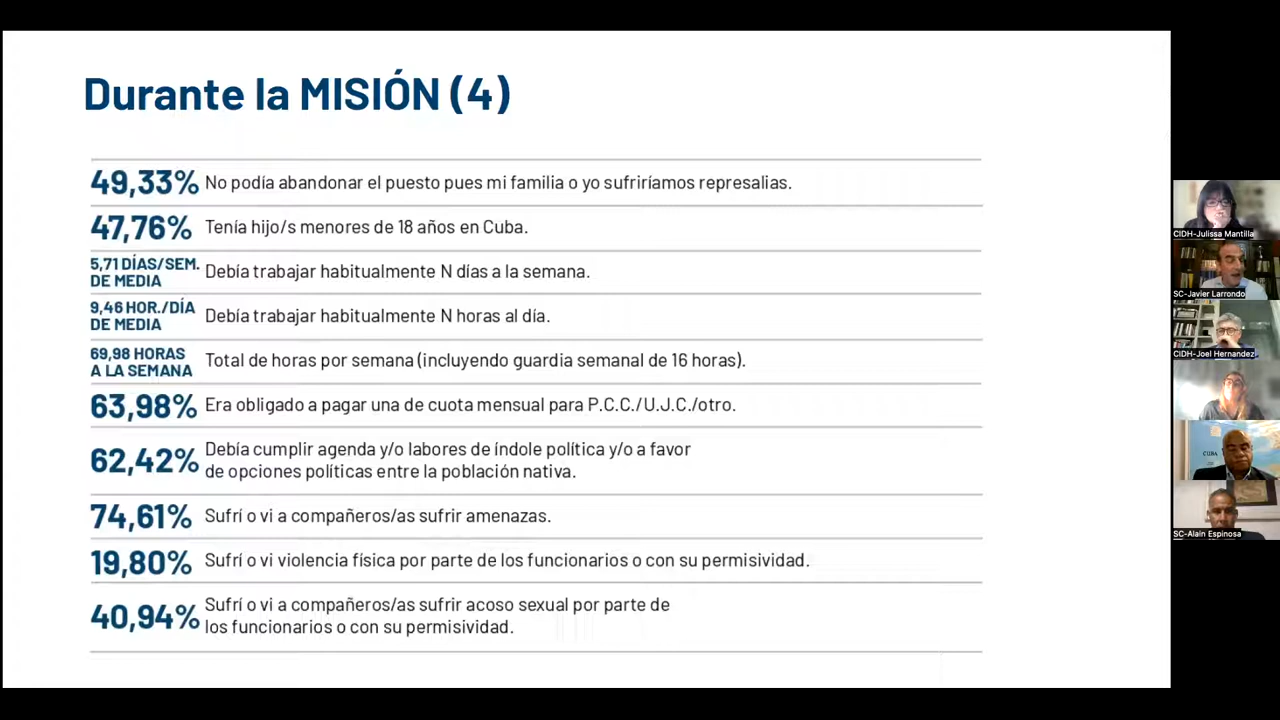 Durante la MISIÓN (4)
49,33% No podía abandonar el puesto pues mi familia o yo sufriríamos represalias.
47,76% Tenía hijo/s menores de 18 años en Cuba.
5,71 DÍAS/SEM.
DE MEDIA
Debía trabajar habitualmente N días a la semana.
9,46 HOR./DÍA
DE MEDIA
Debía trabajar habitualmente N horas al día.
69,98 HORAS
A LA SEMANA
Total de horas por semana (incluyendo guardia semanal de 16 horas).
63,98% Era obligado a pagar una de cuota mensual para P.C.C./U.J.C./otro.
62,42%
Debía cumplir agenda y/o labores de índole política y/o a favor
de opciones políticas entre la población nativa.
74,61% Sufrí o vi a compañeros/as sufrir amenazas.
19,80% Sufrí o vi violencia física por parte de los funcionarios o con su permisividad.
40,94%
Sufrí o vi a compañeros/as sufrir acoso sexual por parte de
los funcionarios o con su permisividad.
CIDH-Julissa Mantilla
SC-Javier Larrondo
CIDH-Joel Hernandez
CUBA
SC-Alain Espinosa